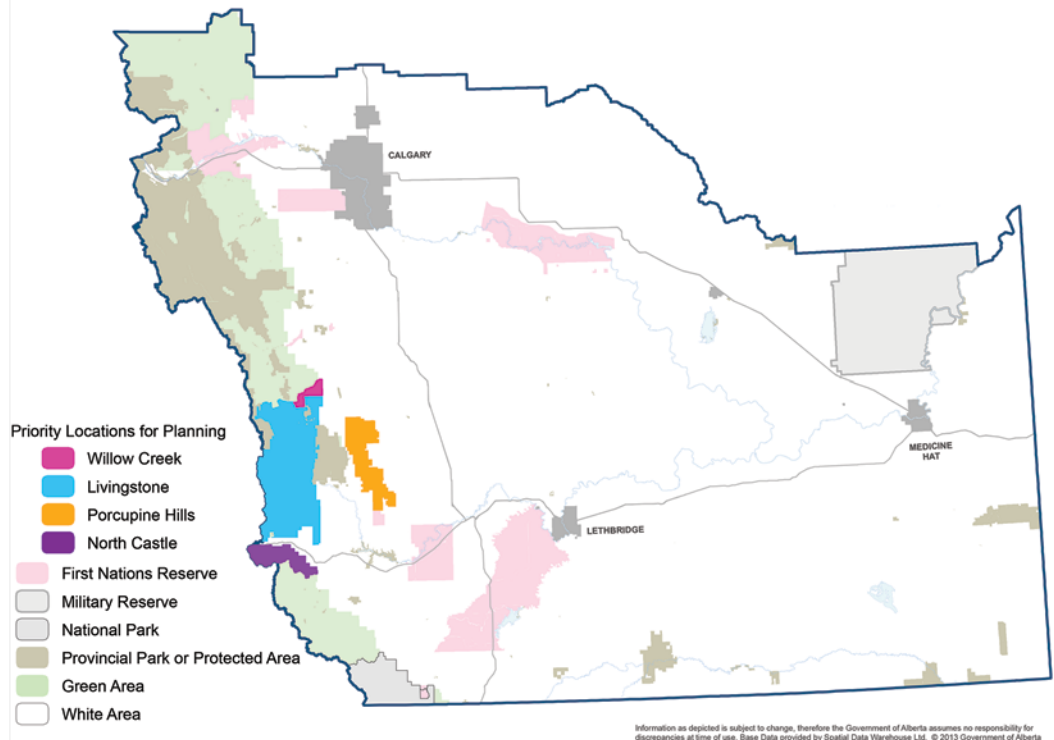 CALGARY
MEDICINE
HAT
LETHBRIDGE
Priority Locations for Planning
Willow Creek
Livingstone
Porcupine Hills
North Castle
First Nations Reserve
Military Reserve
National Park
Provincial Park or Protected Area
Green Area
White Area
Information as depicted is subject to change, therefore the Government of Alberta assumes no responsibility for
discrepancies at time of use. Base Data provided by Spatial Data Warehouse Ltd. © 2013 Government of Alberta